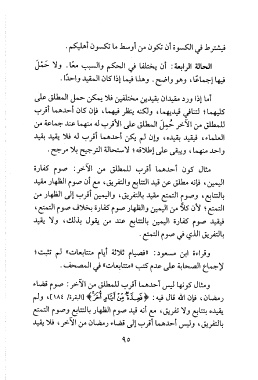 فيشترط في الكسوة أن تكون من أوسط ما تكسون أهليكم.
الحالة الرابعة: أن يختلفا في الحكم والسبب معًا. ولا حَمْلَ
فيها إجماعًا، وهو واضح. وهذا فيما إذا كان المقيد واحدًا.
أما إذا ورد مقيدان بقيدين مختلفين فلا يمكن حمل المطلق على
كليهما؛ لتنافي قيديهما، ولكنه ينظر فيهما، فإن كان أحدهما أقرب
للمطلق من الآخر حُمِلَ المطلق على الأقرب له منهما عند جماعة من
العلماء، فيقيد بقيده، وإن لم يكن أحدهما أقرب له فلا يقيد بقيد
واحد منهما، ويبقى على إطلاقه؛ لاستحالة الترجيح بلا مرجح.
مثال كون أحدهما أقرب للمطلق من الآخر: صوم كفارة
اليمين، فإنه مطلق عن قيد التتابع والتفريق، مع أن صوم الظهار مقيد
بالتتابع، وصوم التمتع مقيد بالتفريق، واليمين أقرب إلى الظهار من
التمتع؛ لأن كلاًّ من اليمين والظهار صوم كفارة بخلاف صوم التمتع،
فيقيد صوم كفارة اليمين بالتتابع عند من يقول بذلك، ولا يقيد
بالتفريق الذي في صوم التمتع.
وقراءة ابن مسعود: «فصيام ثلاثة أيام متتابعات» لم تثبت؛
لإجماع الصحابة على عدم كتب «متتابعات» في المصحف.
ومثال كونها ليس أحدهما أقرب للمطلق من الآخر: صوم قضاء
رمضان، فإن الله قال فيه: ﴿فَعِدَّةٌ مِّنْ أَيَّامٍ أُخَرَ﴾ [البقرة/ ١٨٤]، ولم
يقيده بتتابع ولا تفريق، مع أنه قيد صوم الظهار بالتتابع وصوم التمتع
بالتفريق، وليس أحدهما أقرب إلى قضاء رمضان من الآخر، فلا يقيد
٩٥